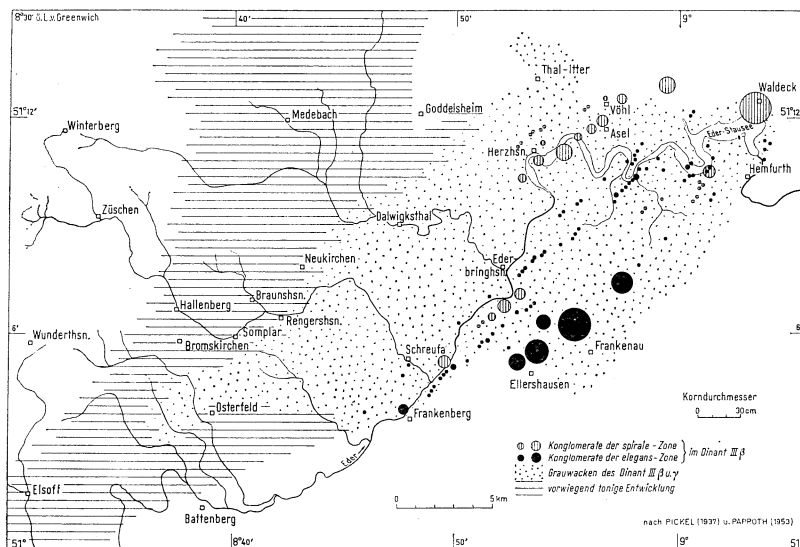 8°30' ö.L.v.Greenwich
40'
50'
9°
51° 12'
51° 12'
Thal-itter
Waldeck
Vöhl
Goddelsheim
Medebach
Winterberg
Asel
Eder-Stausee
Herzhsn.
Hemfurth
Züschen
Dalwigksthal
Neukirchen
Eder-
bringhsn.
Braunshsn.
Hallenberg
Rengershsn.
Somplar
6'
Wunderthsn.
Bromskirchen
Schreufa
Frankenau
Ellershausen
Osterfeld
Frankenberg
Korndurchmesser
0 30cm
Eder
Konglomerate der spirale-Zone
Konglomerate der elegans-Zone
} im Dinant III β
Grauwacken des Dinant III β u. γ
vorwiegend tonige Entwicklung
Elsoff
0 5 km
Battenberg
nach PICKEL (1937) u. PAPROTH (1953)
51°
8°40'
50'
9°